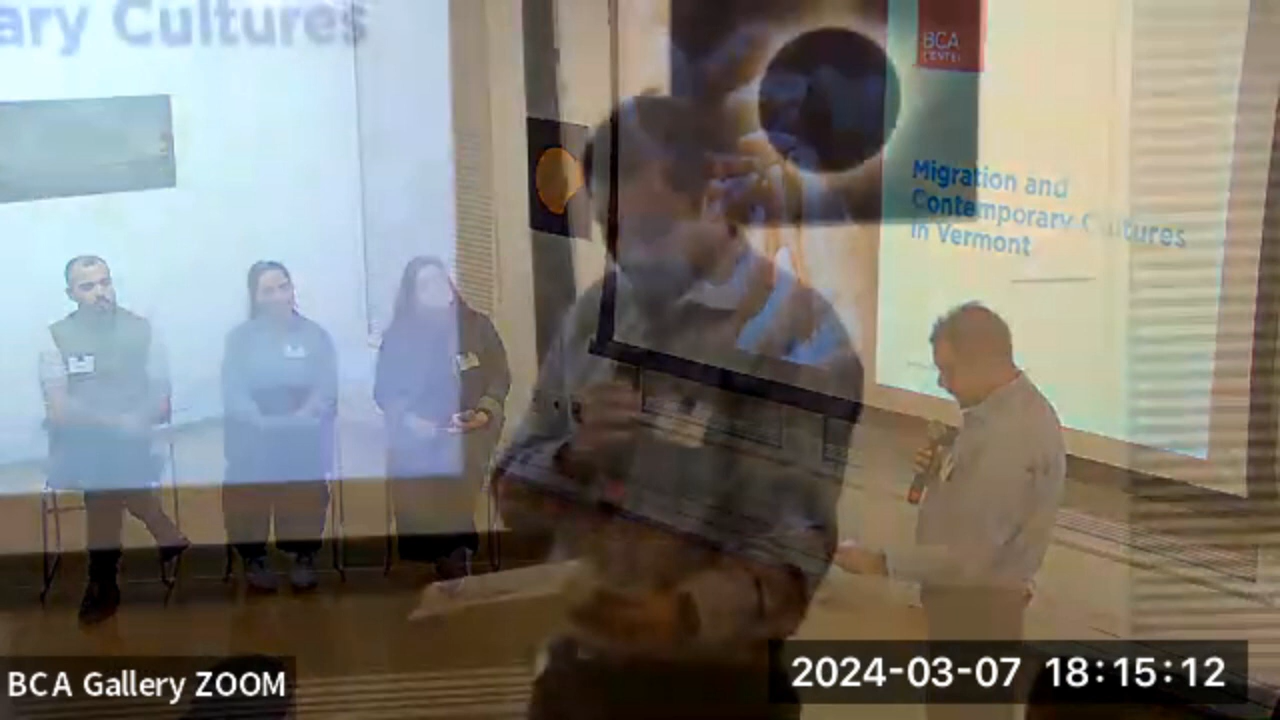 ary Cultures
BCA
CENTER
Migration and
Contemporary Cultures
in Vermont
BCA Gallery ZOOM
2024-03-07 18:15:12